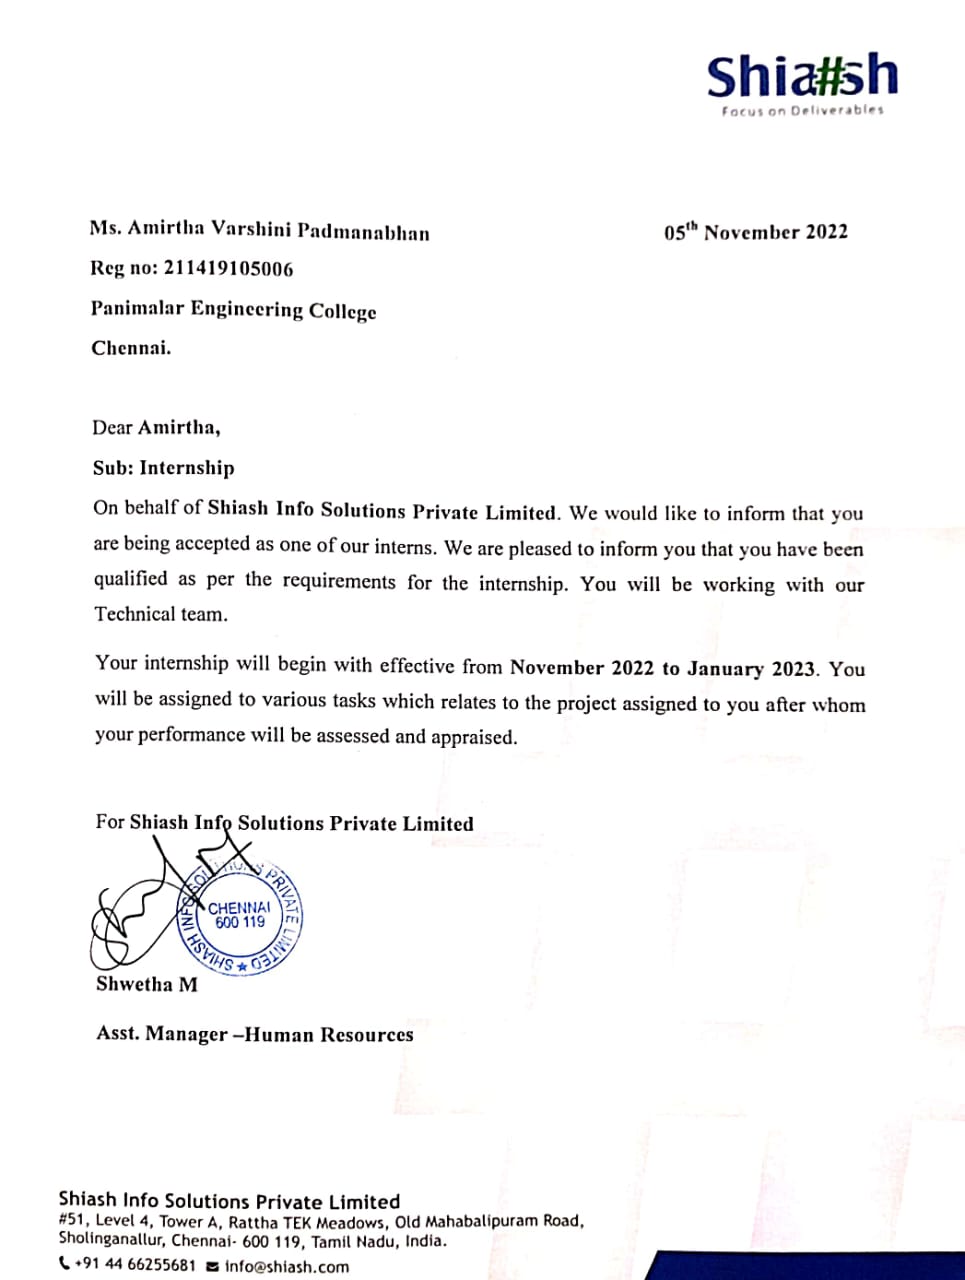 Shia#sh
Focus on Deliverables
Ms. Amirtha Varshini Padmanabhan
05th November 2022
Reg no: 211419105006
Panimalar Engineering College
Chennai.
Dear Amirtha,
Sub: Internship
On behalf of Shiash Info Solutions Private Limited. We would like to inform that you
are being accepted as one of our interns. We are pleased to inform you that you have been
qualified as per the requirements for the internship. You will be working with our
Technical team.
Your internship will begin with effective from November 2022 to January 2023. You
will be assigned to various tasks which relates to the project assigned to you after whom
your performance will be assessed and appraised.
For Shiash Info Solutions Private Limited
SHIASH INFO SOLUTIONS PRIVATE LIMITED ★
CHENNAI
600 119
Shwetha M
Asst. Manager –Human Resources
Shiash Info Solutions Private Limited
#51, Level 4, Tower A, Rattha TEK Meadows, Old Mahabalipuram Road,
Sholinganallur, Chennai- 600 119, Tamil Nadu, India.
+91 44 66255681 info@shiash.com